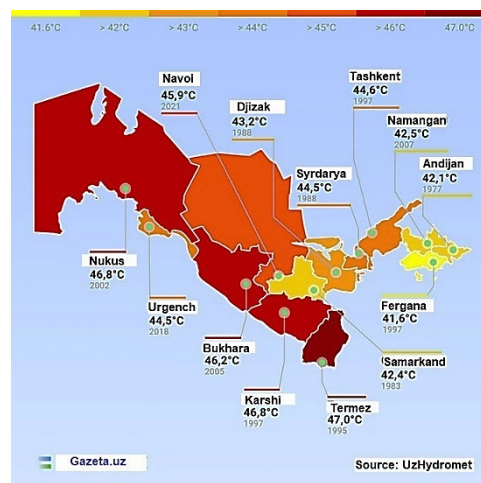 41.6°C > 42°C > 43°C > 44°C > 45°C > 46°C 47.0°C
Navoi
45,9°C
2021
Djizak
43,2°C
1988
Tashkent
44,6°C
1997
Namangan
42,5°C
2007
Andijan
42,1°C
1977
Syrdarya
44,5°C
1988
Nukus
46,8°C
2002
Urgench
44,5°C
2018
Bukhara
46,2°C
2005
Karshi
46,8°C
1997
Termez
47,0°C
1995
Samarkand
42,4°C
1983
Fergana
41,6°C
1997
Gazeta.uz
Source: UzHydromet